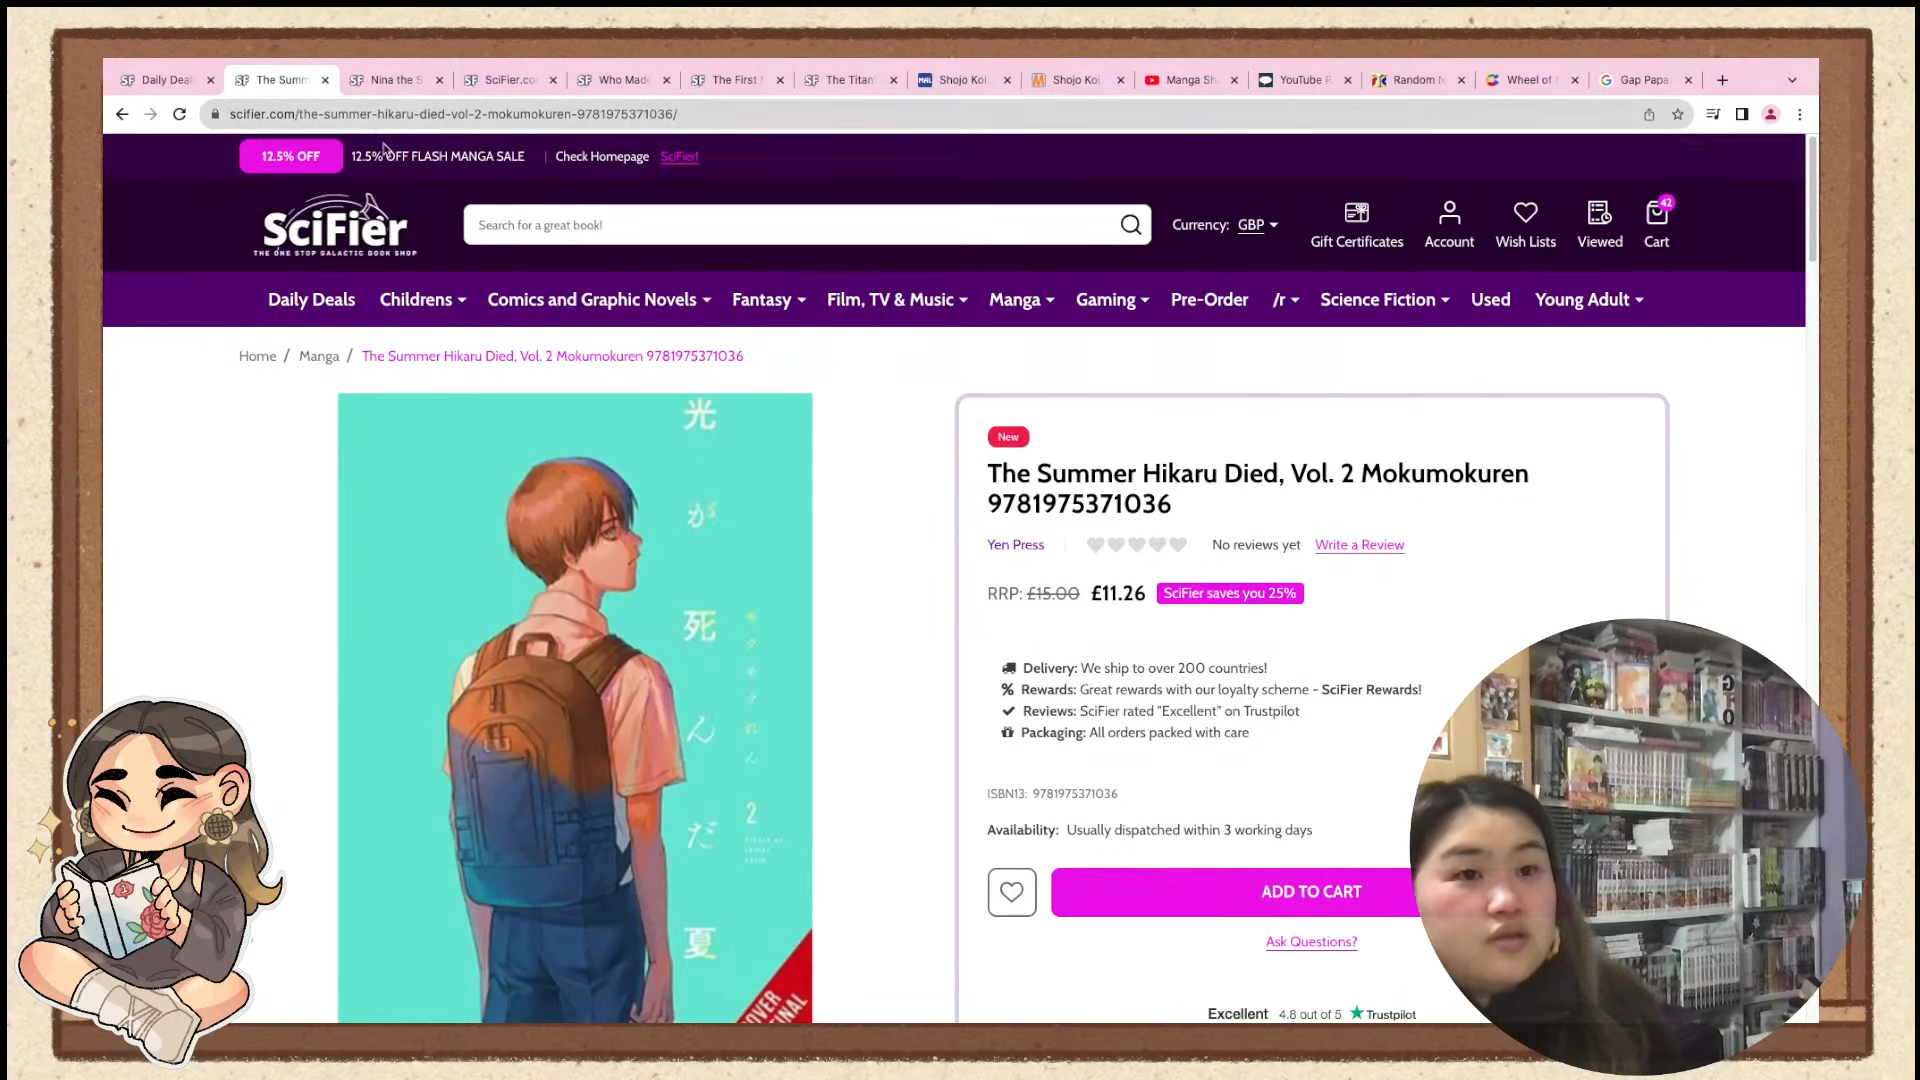 Daily Deal
The Summ
Nina the S
SciFier.co
Who Made
The First
The Titan
Shojo Koi
Shojo Koi
Manga Sh
YouTube R
Random N
Wheel of
Gap Papa
scifier.com/the-summer-hikaru-died-vol-2-mokumokuren-9781975371036/
12.5% OFF 12.5% OFF FLASH MANGA SALE | Check Homepage SciFier!
SciFier
THE ONE STOP GALACTIC BOOK SHOP
Search for a great book!
Currency: GBP
Gift Certificates
Account
Wish Lists
Viewed
42
Cart
Daily Deals Childrens Comics and Graphic Novels Fantasy Film, TV & Music Manga Gaming Pre-Order /r Science Fiction Used Young Adult
Home / Manga / The Summer Hikaru Died, Vol. 2 Mokumokuren 9781975371036
光が死んだ夏
モクモクれん
2
New
The Summer Hikaru Died, Vol. 2 Mokumokuren
9781975371036
Yen Press No reviews yet Write a Review
RRP: £15.00 £11.26 SciFier saves you 25%
Delivery: We ship to over 200 countries!
Rewards: Great rewards with our loyalty scheme - SciFier Rewards!
Reviews: SciFier rated "Excellent" on Trustpilot
Packaging: All orders packed with care
ISBN13: 9781975371036
Availability: Usually dispatched within 3 working days
ADD TO CART
Ask Questions?
Excellent 4.8 out of 5 Trustpilot